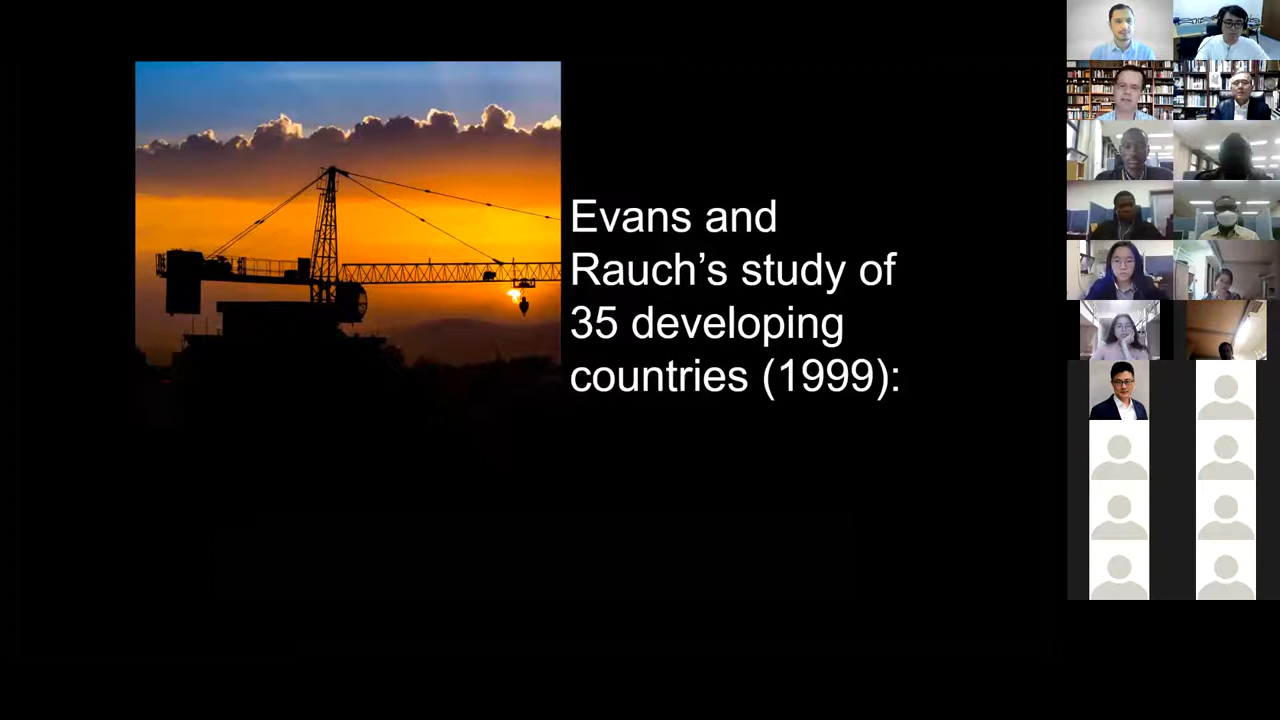 Evans and
Rauch’s study of
35 developing
countries (1999):